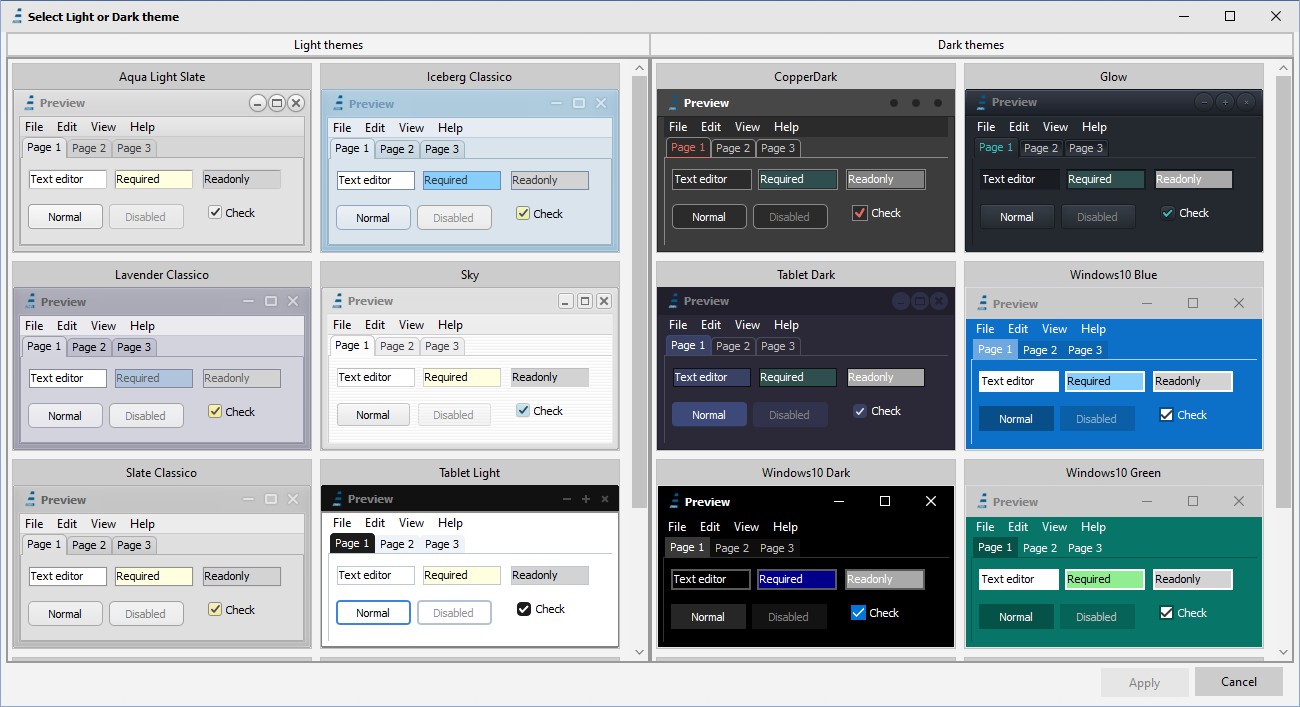 Select Light or Dark theme
Light themes
Dark themes
Aqua Light Slate
Preview
File Edit View Help
Page 1 Page 2 Page 3
Text editor Required Readonly
Normal Disabled Check
Iceberg Classico
Preview
File Edit View Help
Page 1 Page 2 Page 3
Text editor Required Readonly
Normal Disabled Check
Lavender Classico
Preview
File Edit View Help
Page 1 Page 2 Page 3
Text editor Required Readonly
Normal Disabled Check
Sky
Preview
File Edit View Help
Page 1 Page 2 Page 3
Text editor Required Readonly
Normal Disabled Check
Slate Classico
Preview
File Edit View Help
Page 1 Page 2 Page 3
Text editor Required Readonly
Normal Disabled Check
Tablet Light
Preview
File Edit View Help
Page 1 Page 2 Page 3
Text editor Required Readonly
Normal Disabled Check
CopperDark
Preview
File Edit View Help
Page 1 Page 2 Page 3
Text editor Required Readonly
Normal Disabled Check
Glow
Preview
File Edit View Help
Page 1 Page 2 Page 3
Text editor Required Readonly
Normal Disabled Check
Tablet Dark
Preview
File Edit View Help
Page 1 Page 2 Page 3
Text editor Required Readonly
Normal Disabled Check
Windows10 Blue
Preview
File Edit View Help
Page 1 Page 2 Page 3
Text editor Required Readonly
Normal Disabled Check
Windows10 Dark
Preview
File Edit View Help
Page 1 Page 2 Page 3
Text editor Required Readonly
Normal Disabled Check
Windows10 Green
Preview
File Edit View Help
Page 1 Page 2 Page 3
Text editor Required Readonly
Normal Disabled Check
Apply Cancel